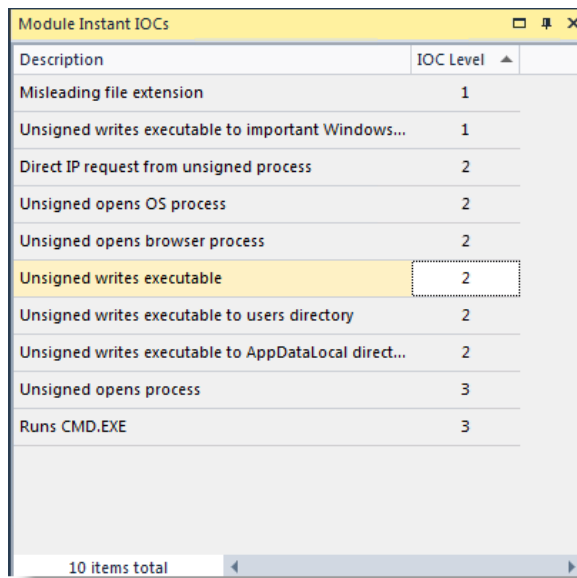 Module Instant IOCs
Description IOC Level
Misleading file extension 1
Unsigned writes executable to important Windows... 1
Direct IP request from unsigned process 2
Unsigned opens OS process 2
Unsigned opens browser process 2
Unsigned writes executable 2
Unsigned writes executable to users directory 2
Unsigned writes executable to AppDataLocal direct... 2
Unsigned opens process 3
Runs CMD.EXE 3
10 items total